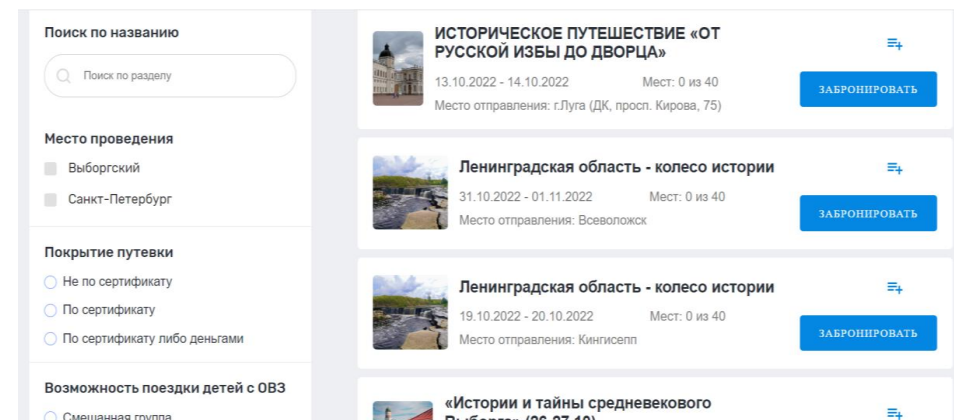 Поиск по названию
Поиск по разделу
Место проведения
Выборгский
Санкт-Петербург
Покрытие путевки
Не по сертификату
По сертификату
По сертификату либо деньгами
Возможность поездки детей с ОВЗ
Смешанная группа
ИСТОРИЧЕСКОЕ ПУТЕШЕСТВИЕ «ОТ
РУССКОЙ ИЗБЫ ДО ДВОРЦА»
13.10.2022 - 14.10.2022 Мест: 0 из 40
Место отправления: г.Луга (ДК, просп. Кирова, 75)
ЗАБРОНИРОВАТЬ
Ленинградская область - колесо истории
31.10.2022 - 01.11.2022 Мест: 0 из 40
Место отправления: Всеволожск
ЗАБРОНИРОВАТЬ
Ленинградская область - колесо истории
19.10.2022 - 20.10.2022 Мест: 0 из 40
Место отправления: Кингисепп
ЗАБРОНИРОВАТЬ
«Истории и тайны средневекового
Выборга» (26-27.10)